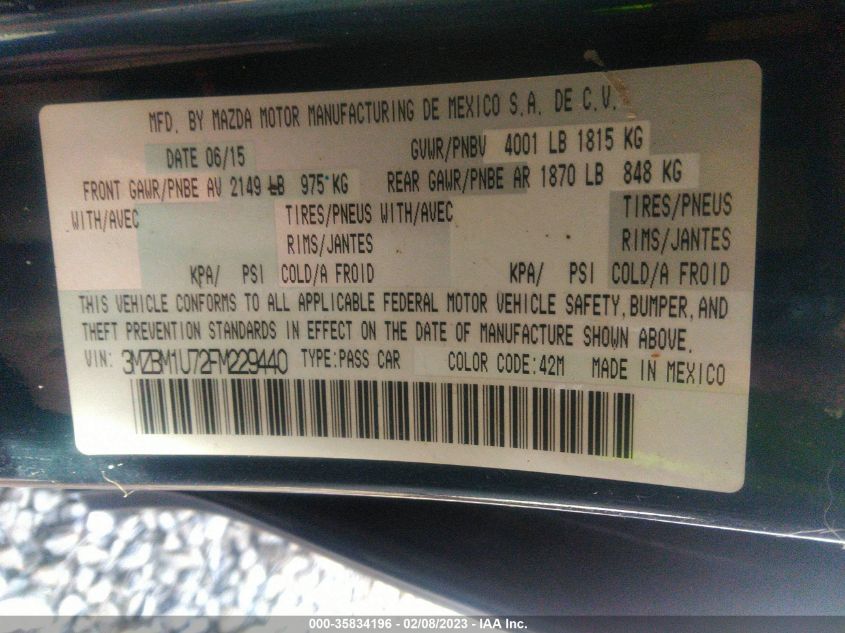 MFD. BY MAZDA MOTOR MANUFACTURING DE MEXICO S.A. DE C.V.
DATE 06/15 GVWR/PNBV 4001 LB 1815 KG
FRONT GAWR/PNBE AV 2149 LB 975 KG REAR GAWR/PNBE AR 1870 LB 848 KG
WITH/AVEC TIRES/PNEUS WITH/AVEC TIRES/PNEUS
RIMS/JANTES RIMS/JANTES
KPA/ PSI COLD/A FROID KPA/ PSI COLD/A FROID
THIS VEHICLE CONFORMS TO ALL APPLICABLE FEDERAL MOTOR VEHICLE SAFETY, BUMPER, AND
THEFT PREVENTION STANDARDS IN EFFECT ON THE DATE OF MANUFACTURE SHOWN ABOVE.
VIN: 3MZBM1U72FM229440 TYPE:PASS CAR COLOR CODE:42M MADE IN MEXICO
000-35834196 - 02/08/2023 - IAA Inc.